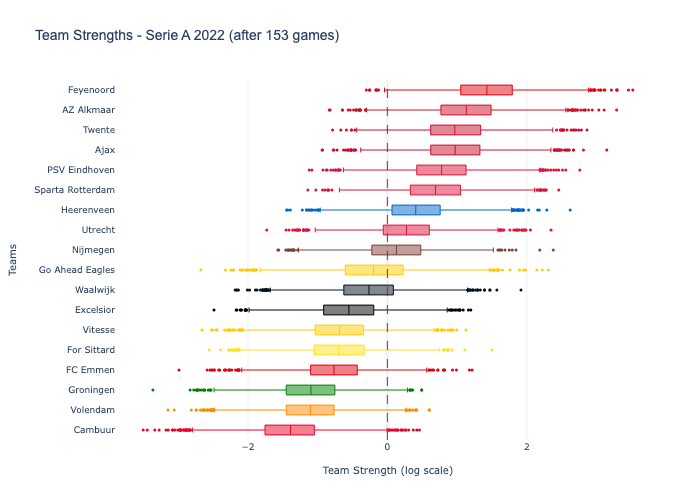 Team Strengths - Serie A 2022 (after 153 games)
Feyenoord
AZ Alkmaar
Twente
Ajax
PSV Eindhoven
Sparta Rotterdam
Heerenveen
Utrecht
Nijmegen
Go Ahead Eagles
Waalwijk
Excelsior
Vitesse
For Sittard
FC Emmen
Groningen
Volendam
Cambuur
Teams
−2 0 2
Team Strength (log scale)